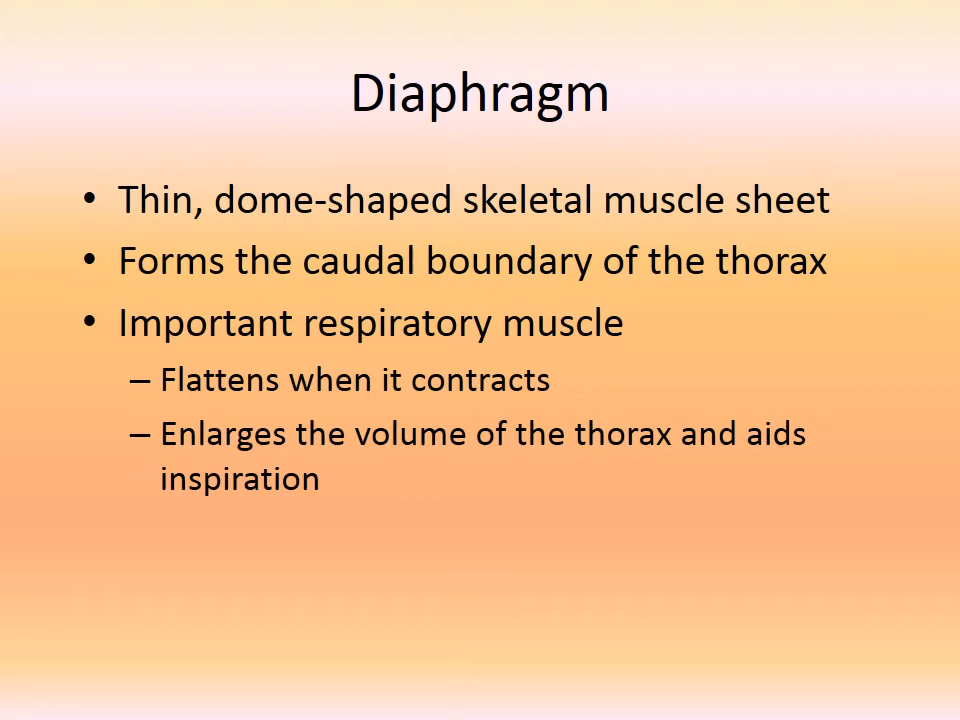 Diaphragm
• Thin, dome-shaped skeletal muscle sheet
• Forms the caudal boundary of the thorax
• Important respiratory muscle
– Flattens when it contracts
– Enlarges the volume of the thorax and aids
inspiration